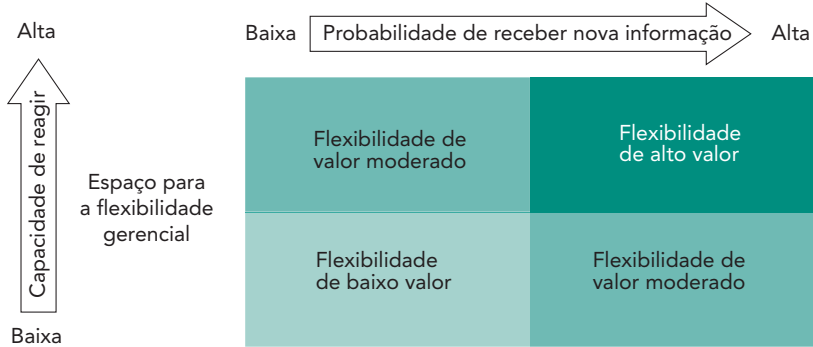 Alta
Baixa
Probabilidade de receber nova informação
Alta
Capacidade de reagir
Espaço para
a flexibilidade
gerencial
Flexibilidade de
valor moderado
Flexibilidade
de alto valor
Flexibilidade
de baixo valor
Flexibilidade de
valor moderado
Baixa